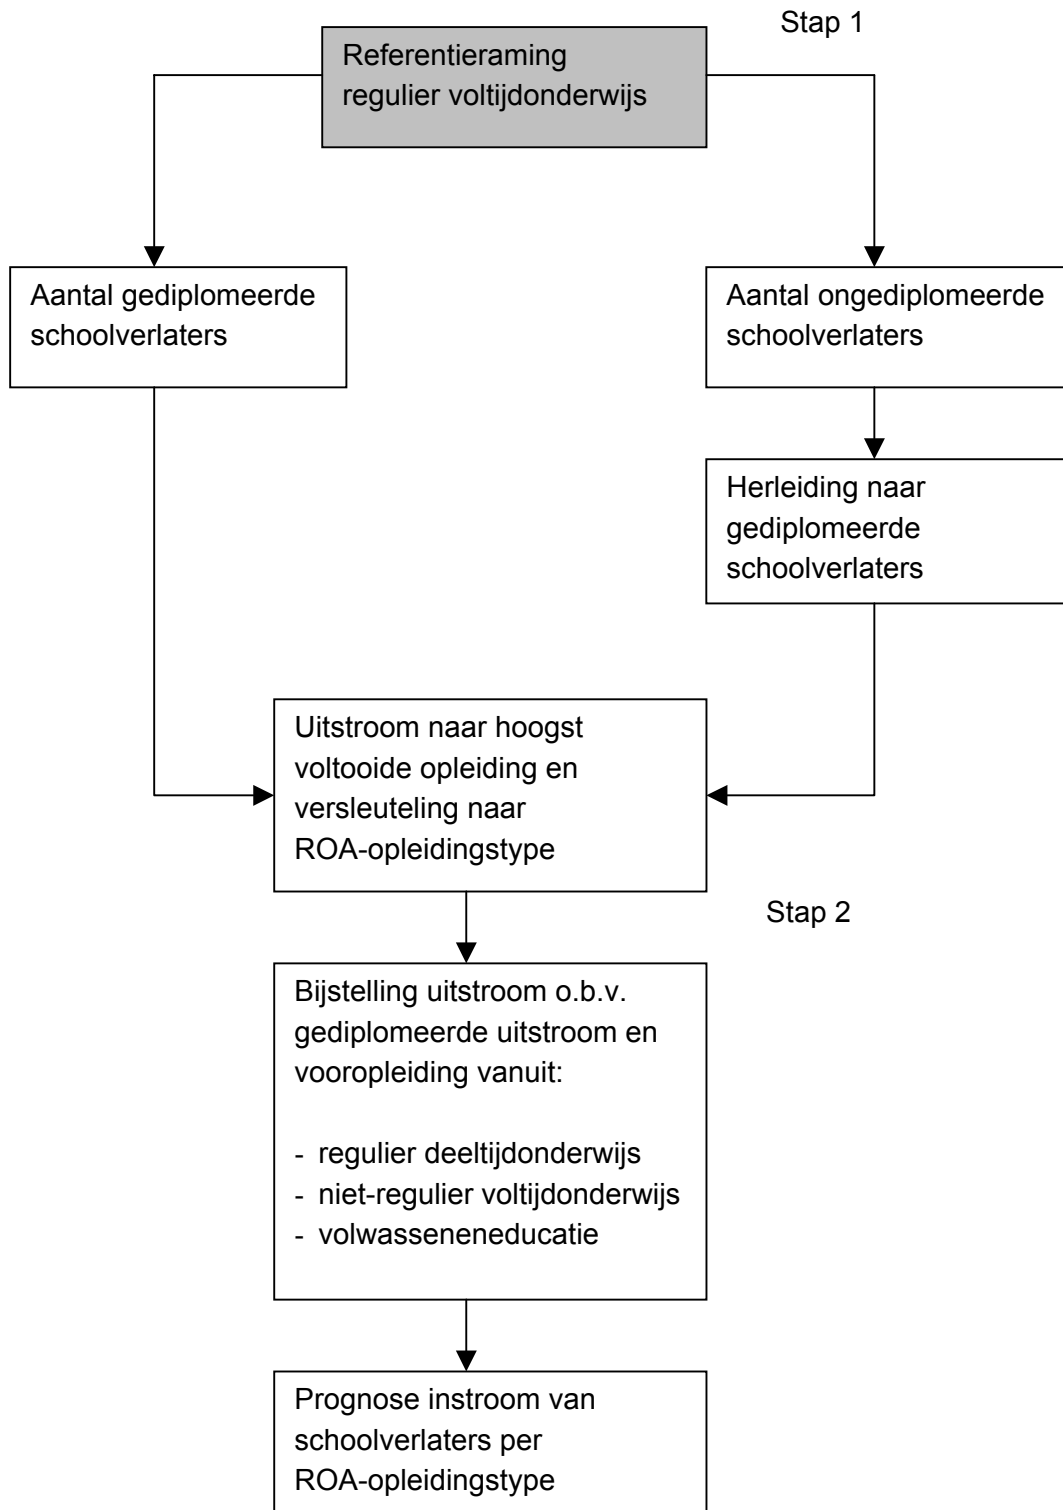 Stap 1
Referentieraming
regulier voltijdonderwijs
Aantal gediplomeerde
schoolverlaters
Aantal ongediplomeerde
schoolverlaters
Herleiding naar
gediplomeerde
schoolverlaters
Uitstroom naar hoogst
voltooide opleiding en
versleuteling naar
ROA-opleidingstype
Stap 2
Bijstelling uitstroom o.b.v.
gediplomeerde uitstroom en
vooropleiding vanuit:
- regulier deeltijdonderwijs
- niet-regulier voltijdonderwijs
- volwasseneneducatie
Prognose instroom van
schoolverlaters per
ROA-opleidingstype